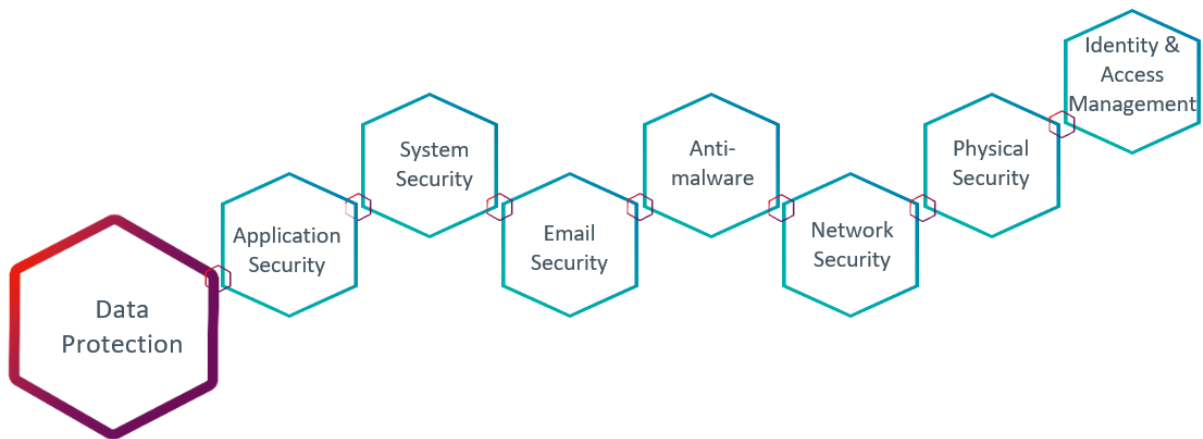 Data
Protection
Application
Security
System
Security
Email
Security
Anti-
malware
Network
Security
Physical
Security
Identity &
Access
Management